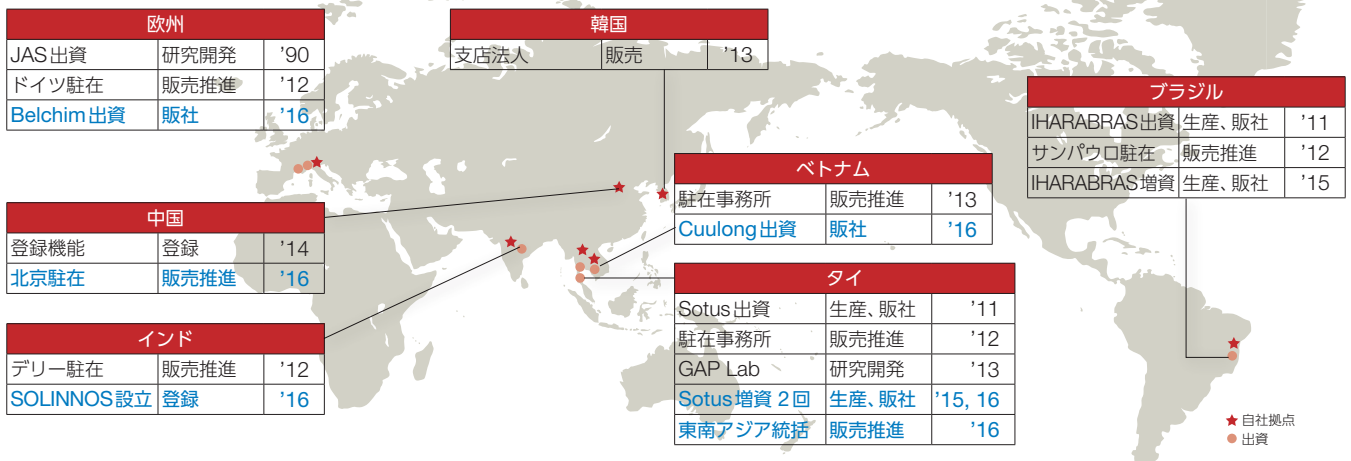 欧州
JAS出資 研究開発 ’90
ドイツ駐在 販売推進 ’12
Belchim出資 販社 ’16
韓国
支店法人 販売 ’13
ブラジル
IHARABRAS出資 生産、販社 ’11
サンパウロ駐在 販売推進 ’12
IHARABRAS増資 生産、販社 ’15
中国
登録機能 登録 ’14
北京駐在 販売推進 ’16
ベトナム
駐在事務所 販売推進 ’13
Cuulong出資 販社 ’16
インド
デリー駐在 販売推進 ’12
SOLINNOS設立 登録 ’16
タイ
Sotus出資 生産、販社 ’11
駐在事務所 販売推進 ’12
GAP Lab 研究開発 ’13
Sotus増資 2回 生産、販社 ’15, 16
東南アジア統括 販売推進 ’16
★ 自社拠点
● 出資